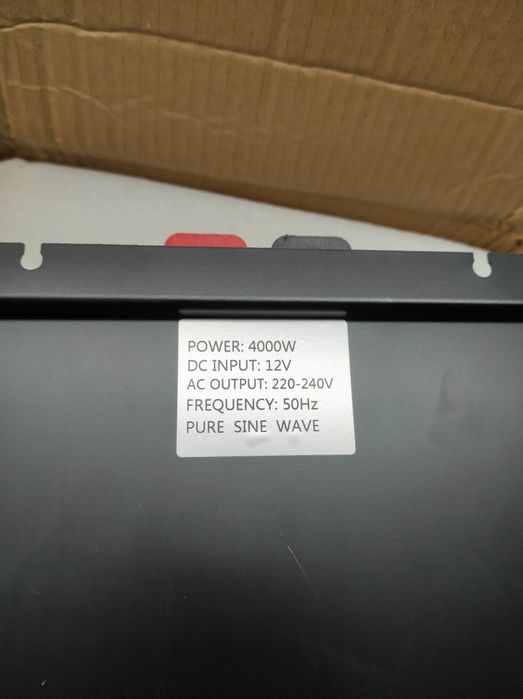 POWER: 4000W
DC INPUT: 12V
AC OUTPUT: 220-240V
FREQUENCY: 50Hz
PURE SINE WAVE